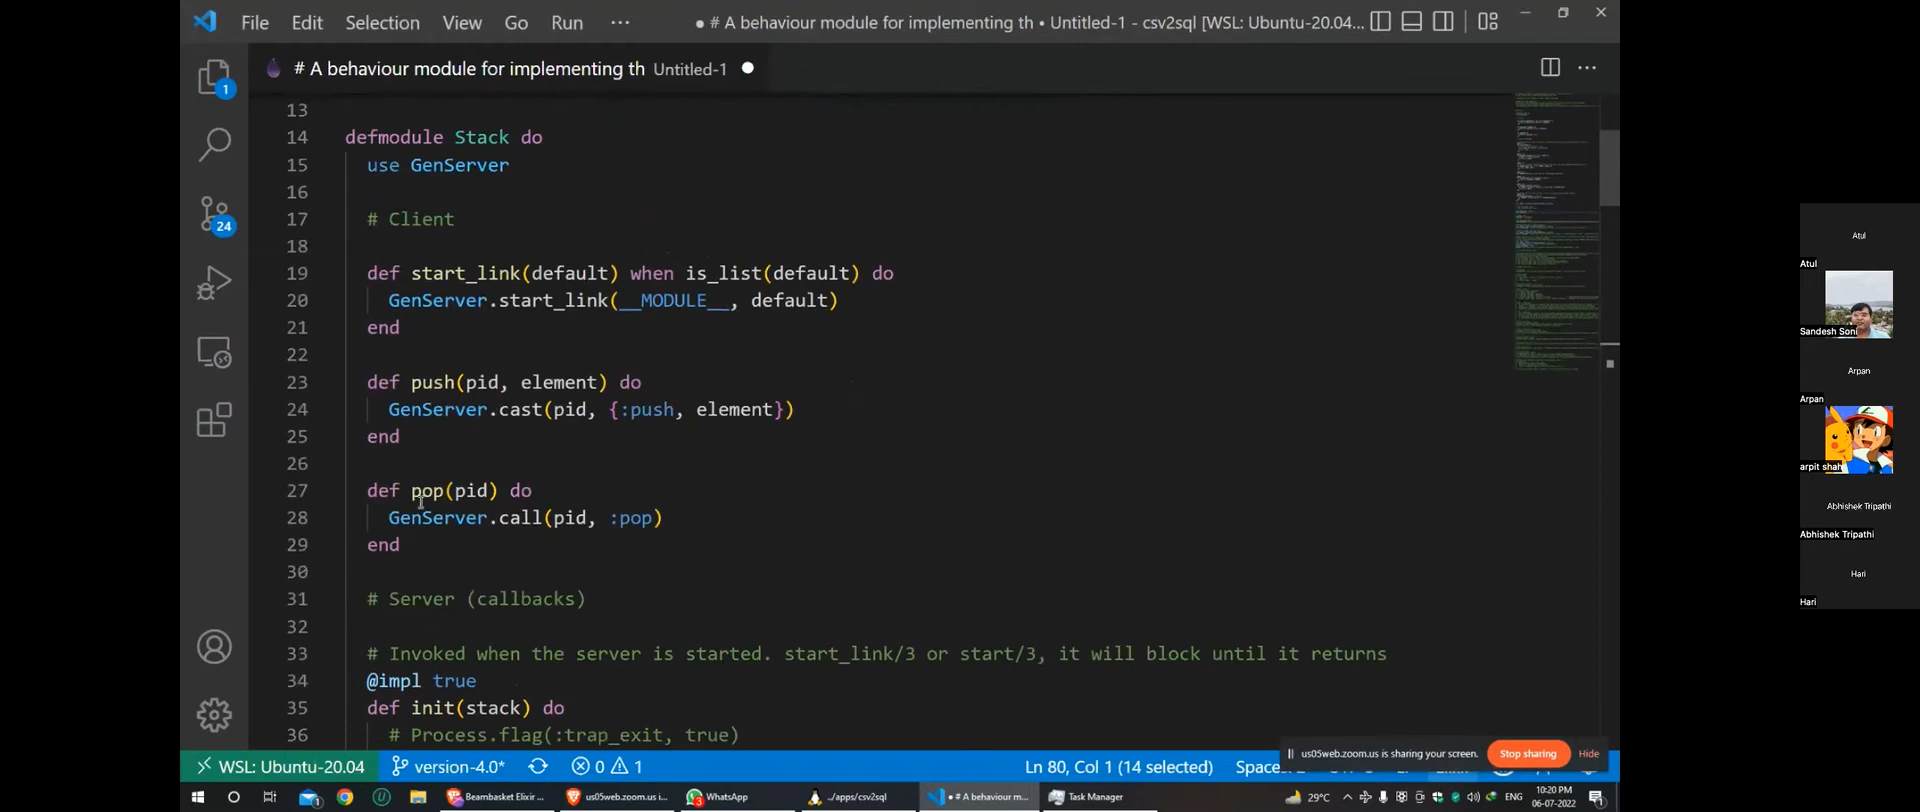 File Edit Selection View Go Run ··· ● # A behaviour module for implementing th • Untitled-1 - csv2sql [WSL: Ubuntu-20.04...
# A behaviour module for implementing th Untitled-1 ●
1
24
13
14 defmodule Stack do
15 use GenServer
16
17 # Client
18
19 def start_link(default) when is_list(default) do
20 GenServer.start_link(__MODULE__, default)
21 end
22
23 def push(pid, element) do
24 GenServer.cast(pid, {:push, element})
25 end
26
27 def pop(pid) do
28 GenServer.call(pid, :pop)
29 end
30
31 # Server (callbacks)
32
33 # Invoked when the server is started. start_link/3 or start/3, it will block until it returns
34 @impl true
35 def init(stack) do
36 # Process.flag(:trap_exit, true)
Atul
Atul
Sandesh Soni
Arpan
Arpan
arpit shah
Abhishek Tripathi
Abhishek Tripathi
Hari
Hari
us05web.zoom.us is sharing your screen. Stop sharing Hide
WSL: Ubuntu-20.04 version-4.0* 0 1 Ln 80, Col 1 (14 selected)
1 Beambasket Elixir ... us05web.zoom.us i... 3 WhatsApp ../apps/csv2sql ● # A behaviour m... Task Manager 29°C ENG 10:20 PM
06-07-2022